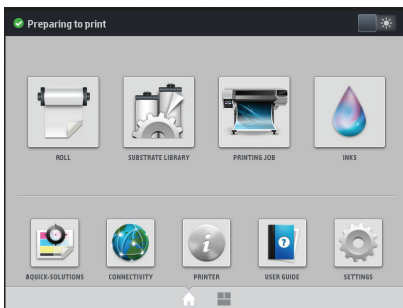 Preparing to print
ROLL
SUBSTRATE LIBRARY
PRINTING JOB
INKS
#QUICK-SOLUTIONS
CONNECTIVITY
PRINTER
USER GUIDE
SETTINGS